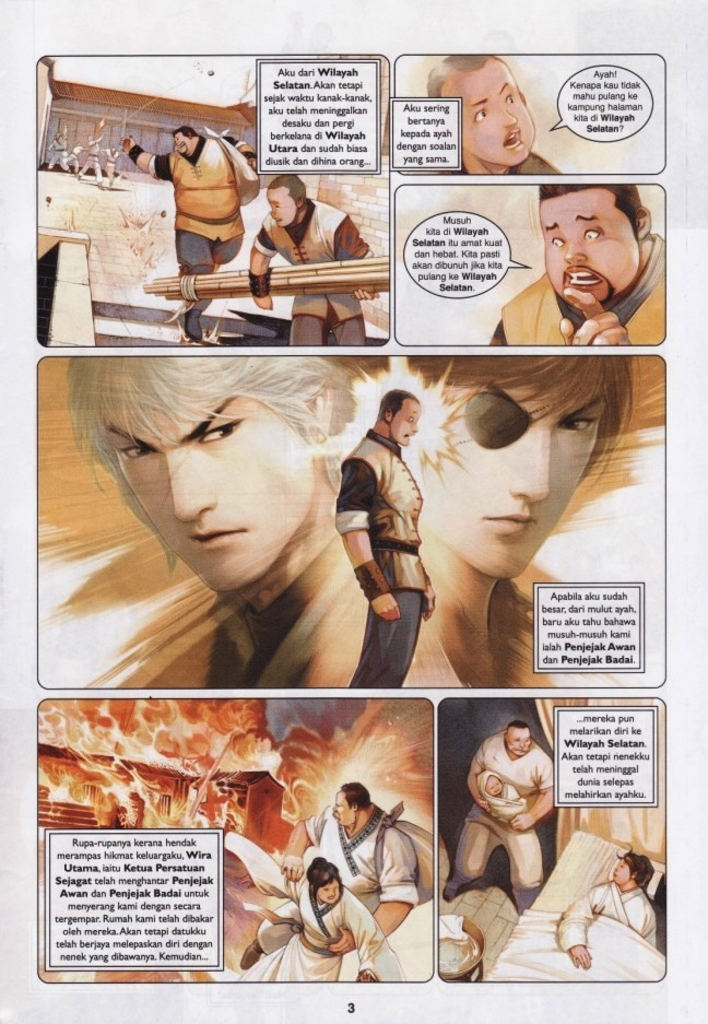 Aku dari Wilayah
Selatan. Akan tetapi
sejak waktu kanak-kanak,
aku telah meninggalkan
desaku dan pergi
berkelana di Wilayah
Utara dan sudah biasa
diusik dan dihina orang...
Aku sering
bertanya
kepada ayah
dengan soalan
yang sama.
Ayah!
Kenapa kau tidak
mahu pulang ke
kampung halaman
kita di Wilayah
Selatan?
Musuh
kita di Wilayah
Selatan itu amat kuat
dan hebat. Kita pasti
akan dibunuh jika kita
pulang ke Wilayah
Selatan.
Apabila aku sudah
besar, dari mulut ayah,
baru aku tahu bahawa
musuh-musuh kami
ialah Penjejak Awan
dan Penjejak Badai.
Rupa-rupanya kerana hendak
merampas hikmat keluargaku, Wira
Utama, iaitu Ketua Persatuan
Sejagat telah menghantar Penjejak
Awan dan Penjejak Badai untuk
menyerang kami dengan secara
tergempar. Rumah kami telah dibakar
oleh mereka. Akan tetapi datukku
telah berjaya melepaskan diri dengan
nenek yang dibawanya. Kemudian...
...mereka pun
melarikan diri ke
Wilayah Selatan.
Akan tetapi nenekku
telah meninggal
dunia selepas
melahirkan ayahku.
3